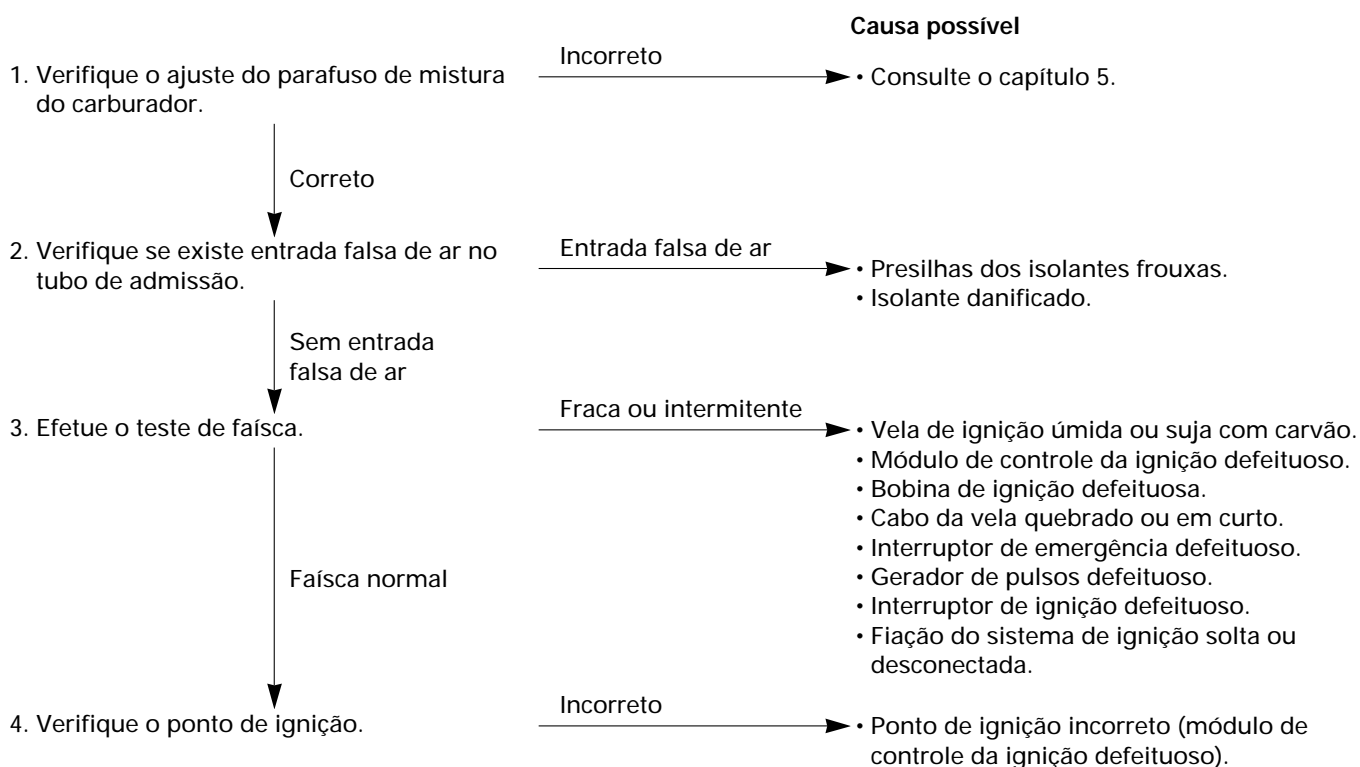 Causa possível
Incorreto
1. Verifique o ajuste do parafuso de mistura
do carburador.
• Consulte o capítulo 5.
Correto
2. Verifique se existe entrada falsa de ar no
tubo de admissão.
Entrada falsa de ar
• Presilhas dos isolantes frouxas.
• Isolante danificado.
Sem entrada
falsa de ar
3. Efetue o teste de faísca.
Fraca ou intermitente
• Vela de ignição úmida ou suja com carvão.
• Módulo de controle da ignição defeituoso.
• Bobina de ignição defeituosa.
• Cabo da vela quebrado ou em curto.
• Interruptor de emergência defeituoso.
• Gerador de pulsos defeituoso.
• Interruptor de ignição defeituoso.
• Fiação do sistema de ignição solta ou
desconectada.
Faísca normal
4. Verifique o ponto de ignição.
Incorreto
• Ponto de ignição incorreto (módulo de
controle da ignição defeituoso).